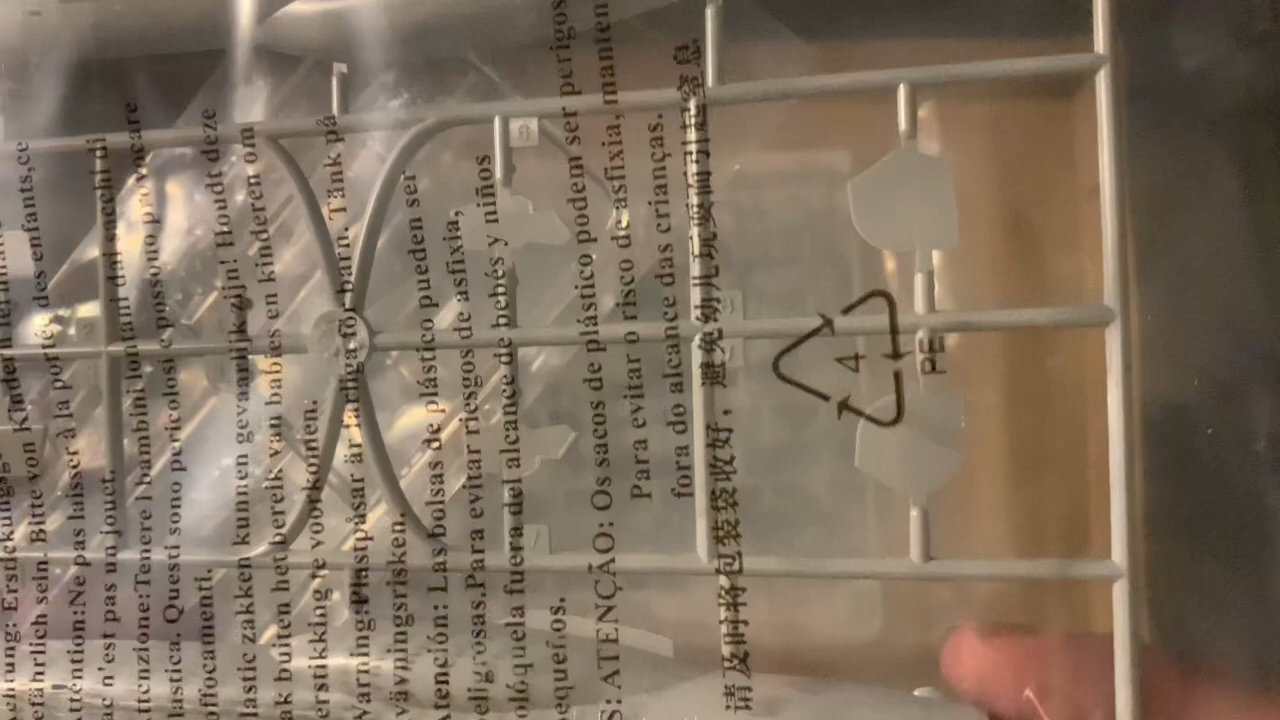 Erstickungs
efährlich sein. Bitte von Kindern
Attention:Ne pas laisser à la portée des enfants,ce
ac n'est pas un jouet.
Attenzione:Tenere I bambini lontani dai sacchi di
lastica. Questi sono pericolosi e possono provocare
offocamenti.
lastic zakken kunnen gevaarlijk zijn! Houdt deze
ak buiten het bereik van babies en kinderen om
erstikking te voorkomen.
Varning:Plastpåsar är farliga för barn. Tänk på
vävningsrisken.
Atención: Las bolsas de plástico pueden ser
eligrosas.Para evitar riesgos de asfixia,
olóquela fuera del alcance de bebés y niños
equeños.
S: ATENÇÃO: Os sacos de plástico podem ser perigos
Para evitar o risco de asfixia, manten
fora do alcance das crianças.
请及时将包装袋收好，避免幼儿玩耍而引起窒息
4
PE